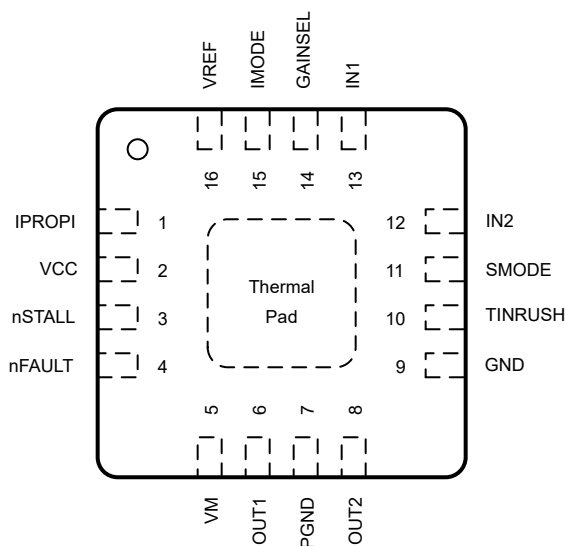 VREF
IMODE
GAINSEL
IN1
16
15
14
13
IPROPI 1
12 IN2
VCC 2
11 SMODE
nSTALL 3
10 TINRUSH
nFAULT 4
9 GND
Thermal
Pad
5
6
7
8
VM
OUT1
PGND
OUT2